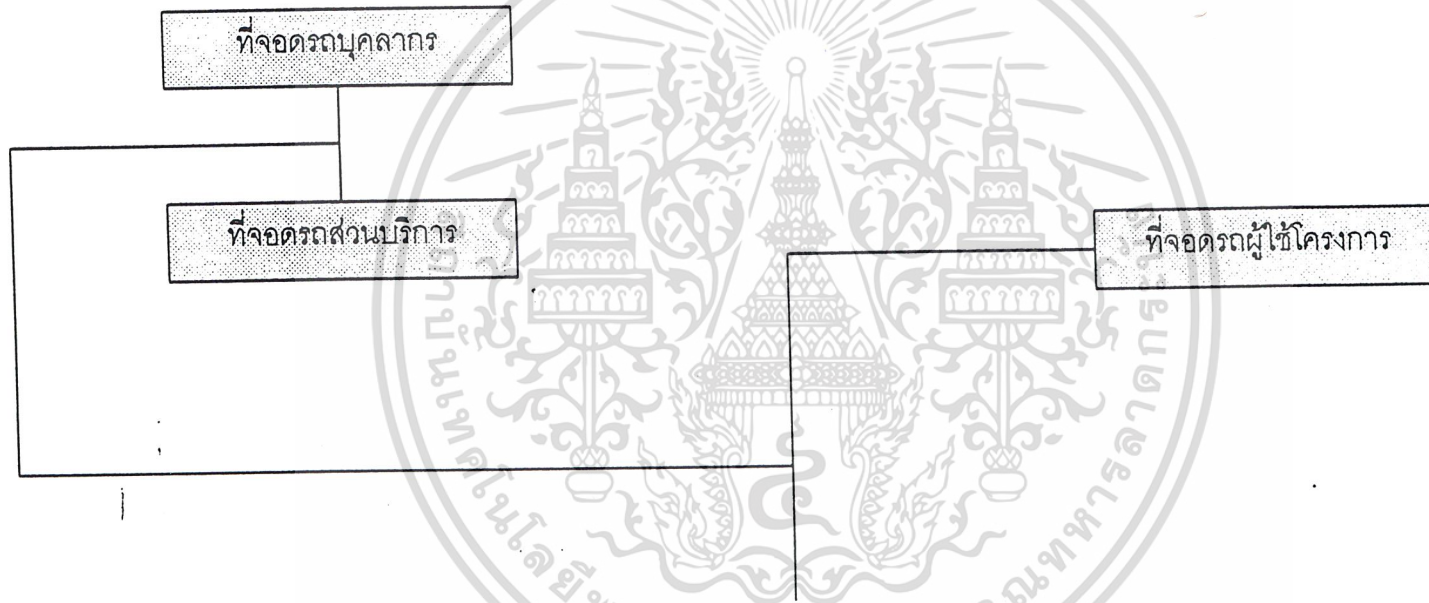 ที่จอดรถบุคลากร
ที่จอดรถส่วนบริการ
ที่จอดรถผู้ใช้โครงการ